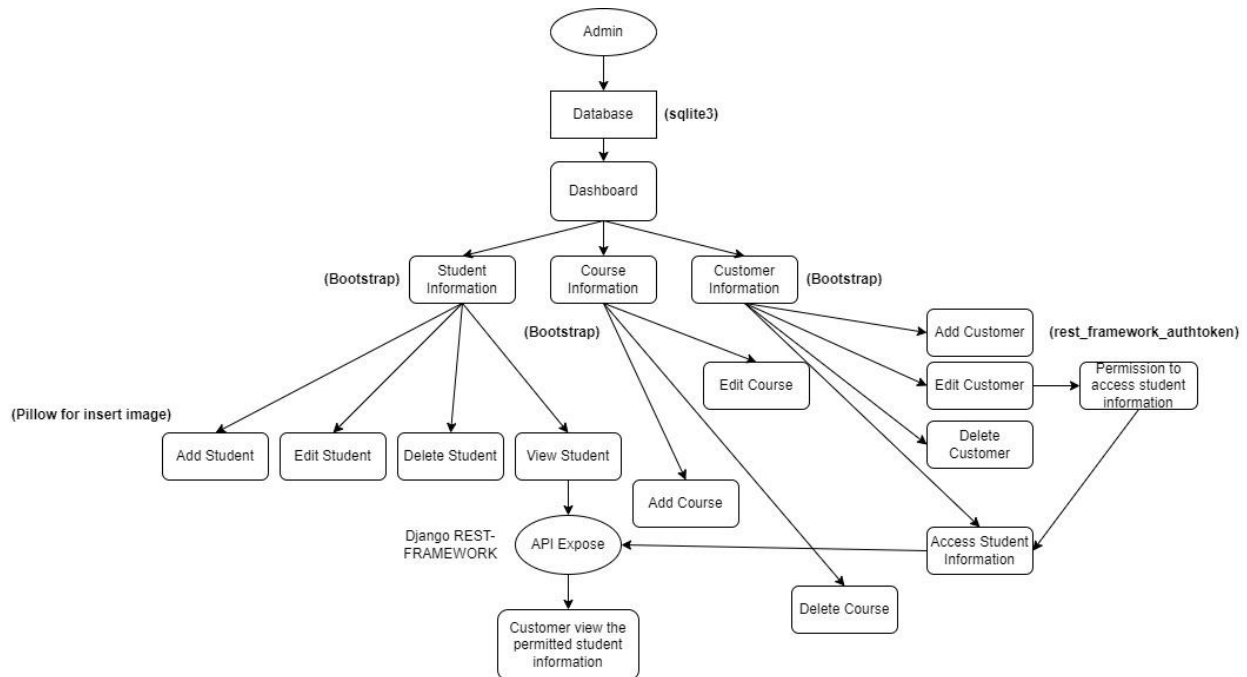 Admin
Database
(sqlite3)
Dashboard
(Bootstrap)
Student
Information
Course
Information
Customer
Information
(Bootstrap)
(Bootstrap)
Add Customer
(rest_framework_authtoken)
Edit Course
Edit Customer
Permission to
access student
information
(Pillow for insert image)
Add Student
Edit Student
Delete Student
View Student
Delete
Customer
Add Course
Django REST-
FRAMEWORK
API Expose
Access Student
Information
Delete Course
Customer view the
permitted student
information